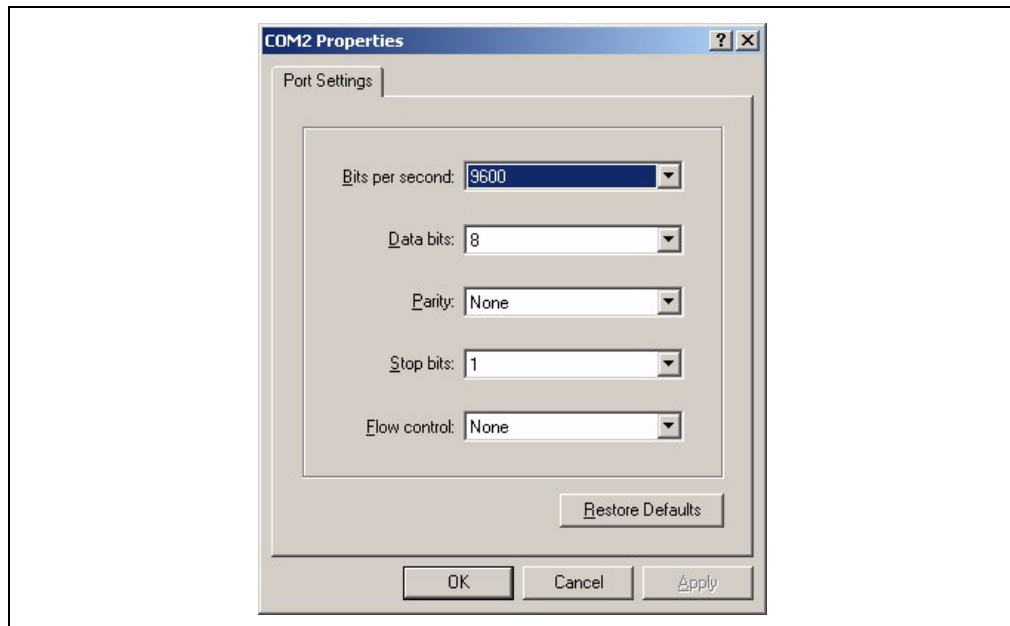 COM2 Properties
Port Settings
Bits per second: 9600
Data bits: 8
Parity: None
Stop bits: 1
Flow control: None
Restore Defaults
OK Cancel Apply